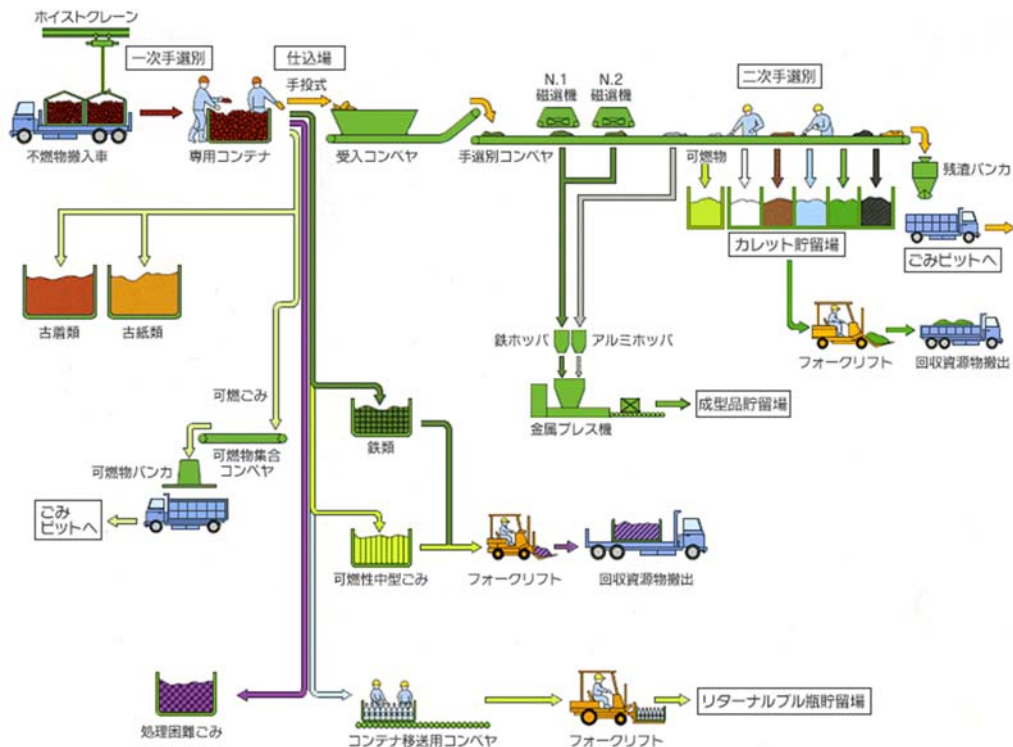 ホイストクレーン
一次手選別
仕込場
手投式
N.1
磁選機
N.2
磁選機
二次手選別
不燃物搬入車
専用コンテナ
受入コンベヤ
手選別コンベヤ
可燃物
残渣バンカ
カレット貯留場
ごみピットへ
古着類
古紙類
鉄ホッパ
アルミホッパ
フォークリフト
回収資源物搬出
可燃ごみ
金属プレス機
成型品貯留場
鉄類
可燃物バンカ
可燃物集合
コンベヤ
ごみ
ピットへ
可燃性中型ごみ
フォークリフト
回収資源物搬出
処理困難ごみ
コンテナ移送用コンベヤ
フォークリフト
リターナルブル瓶貯留場